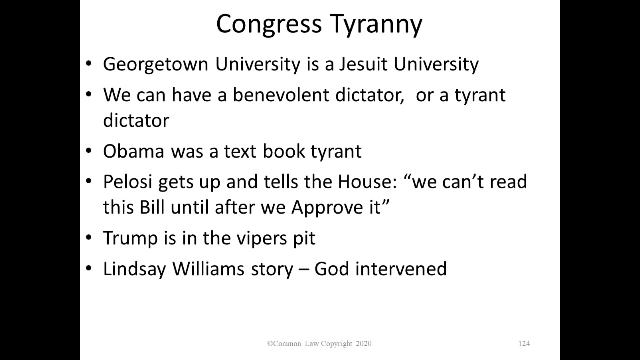 Congress Tyranny
• Georgetown University is a Jesuit University
• We can have a benevolent dictator, or a tyrant
dictator
• Obama was a text book tyrant
• Pelosi gets up and tells the House: “we can’t read
this Bill until after we Approve it”
• Trump is in the vipers pit
• Lindsay Williams story – God intervened
©Common Law Copyright 2020
124